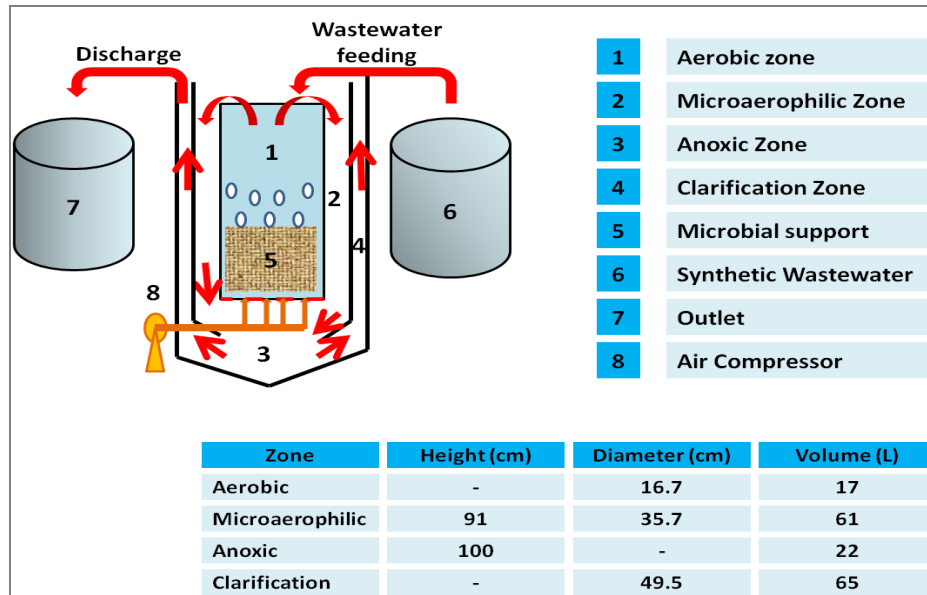 Discharge
Wastewater
feeding
1
2
3
4
5
6
7
8
1 Aerobic zone
2 Microaerophilic Zone
3 Anoxic Zone
4 Clarification Zone
5 Microbial support
6 Synthetic Wastewater
7 Outlet
8 Air Compressor
Zone Height (cm) Diameter (cm) Volume (L)
Aerobic - 16.7 17
Microaerophilic 91 35.7 61
Anoxic 100 - 22
Clarification - 49.5 65